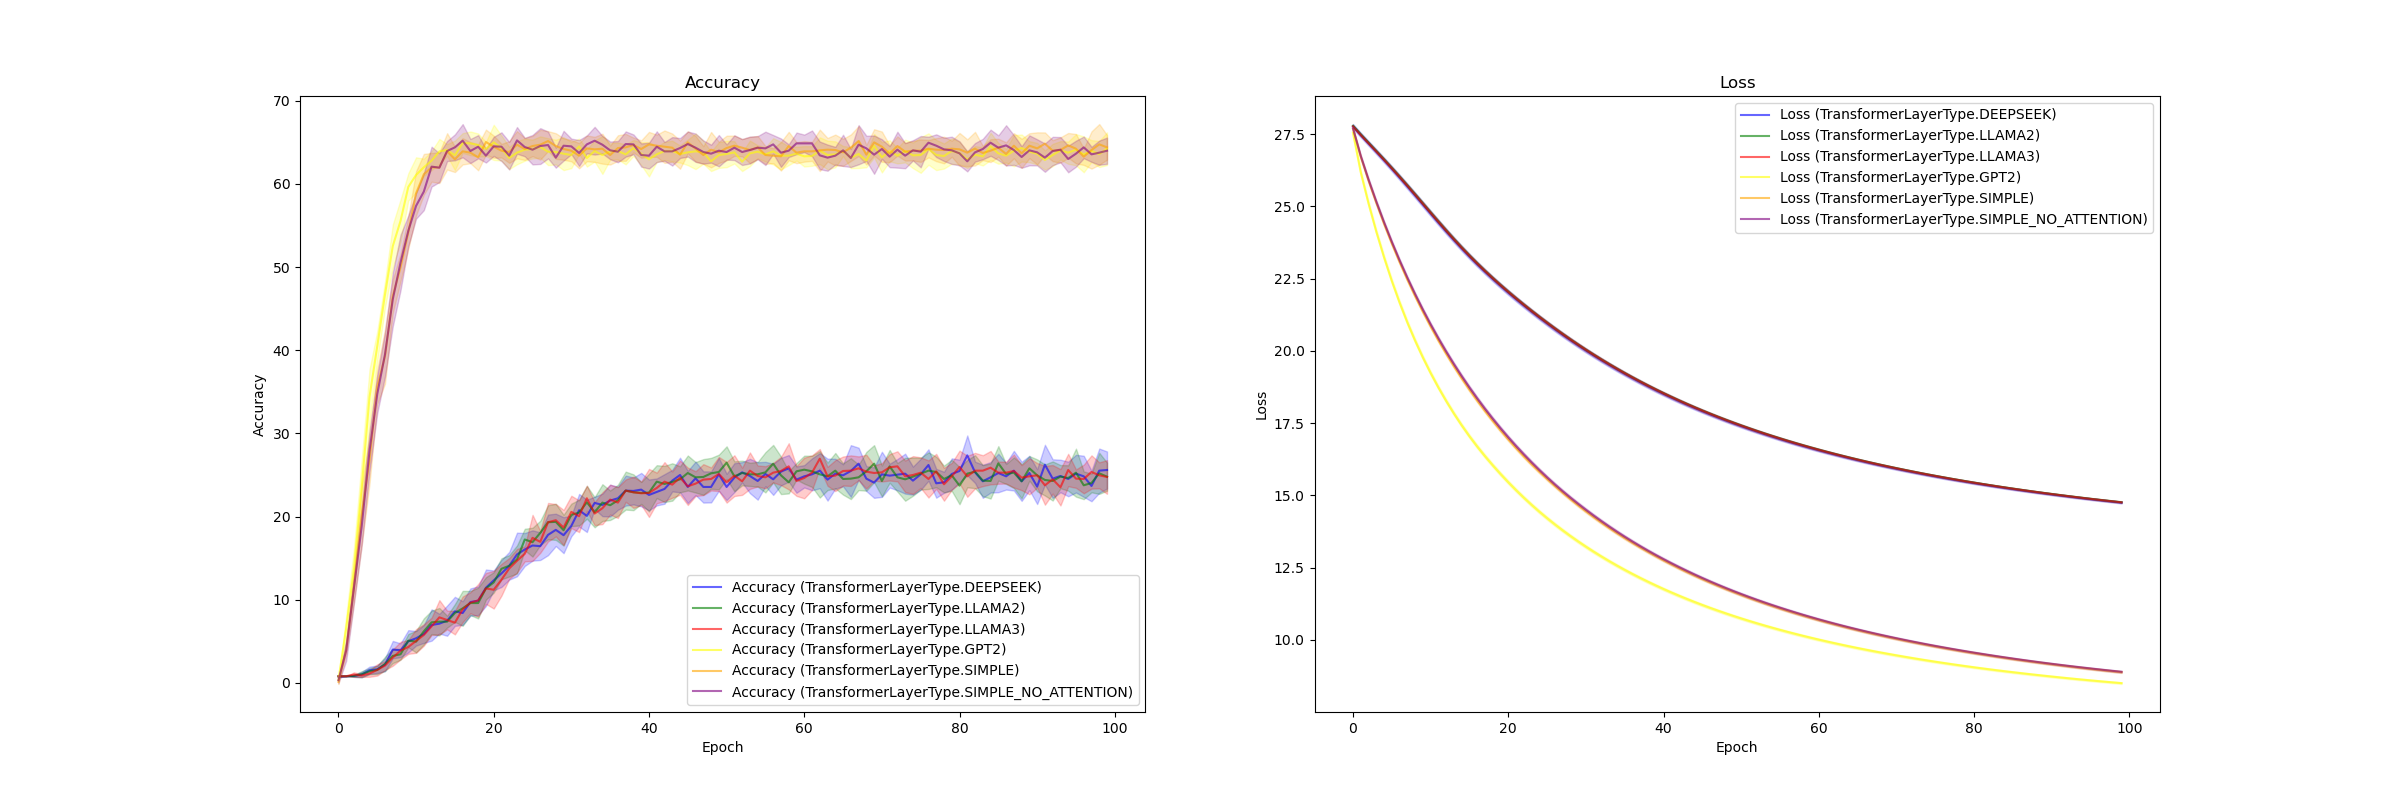 Accuracy
70
60
50
40
30
20
10
0
Accuracy
Accuracy (TransformerLayerType.DEEPSEEK)
Accuracy (TransformerLayerType.LLAMA2)
Accuracy (TransformerLayerType.LLAMA3)
Accuracy (TransformerLayerType.GPT2)
Accuracy (TransformerLayerType.SIMPLE)
Accuracy (TransformerLayerType.SIMPLE_NO_ATTENTION)
0 20 40 60 80 100
Epoch
Loss
27.5
25.0
22.5
20.0
17.5
15.0
12.5
10.0
Loss
Loss (TransformerLayerType.DEEPSEEK)
Loss (TransformerLayerType.LLAMA2)
Loss (TransformerLayerType.LLAMA3)
Loss (TransformerLayerType.GPT2)
Loss (TransformerLayerType.SIMPLE)
Loss (TransformerLayerType.SIMPLE_NO_ATTENTION)
0 20 40 60 80 100
Epoch